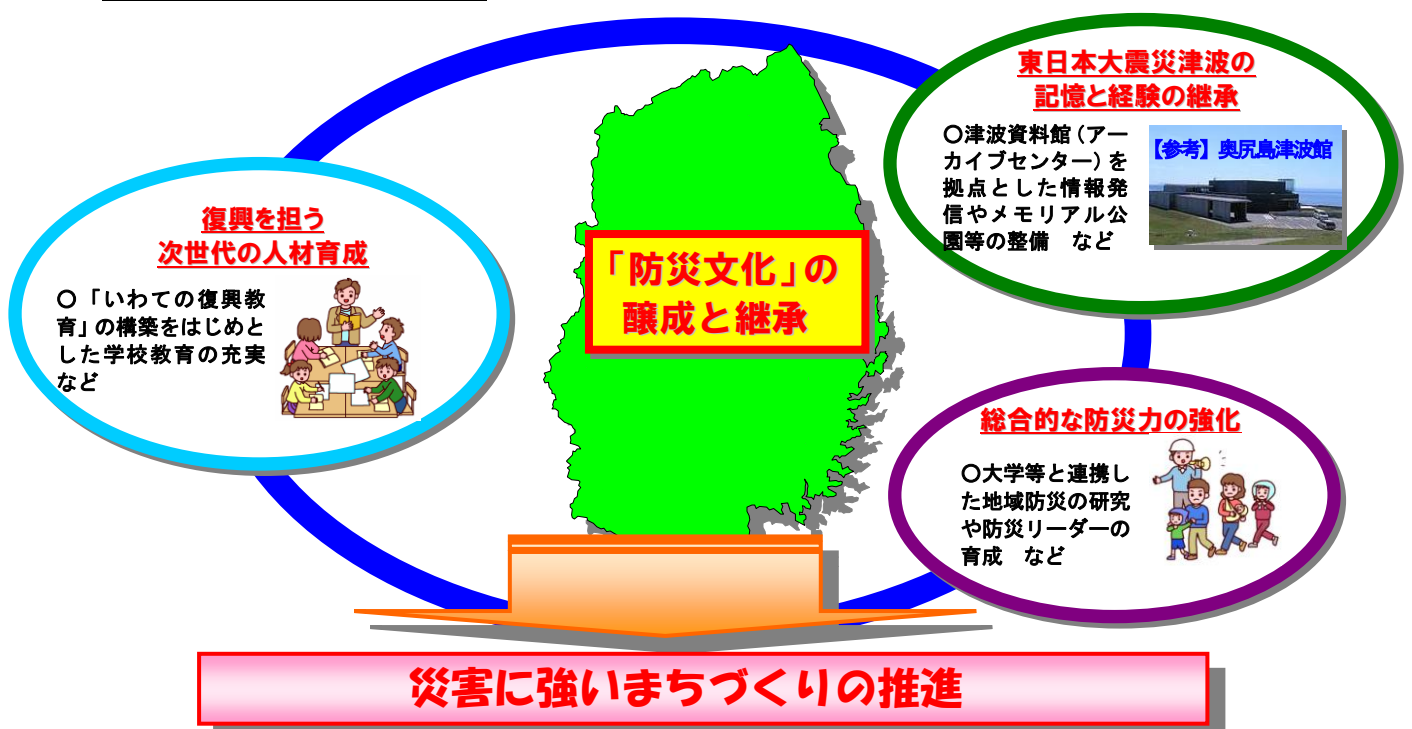 東日本大震災津波の
記憶と経験の継承
〇津波資料館（アー
カイブセンター）を
拠点とした情報発
信やメモリアル公
園等の整備　など
【参考】奥尻島津波館
復興を担う
次世代の人材育成
〇「いわての復興教
育」の構築をはじめと
した学校教育の充実
など
「防災文化」の
醸成と継承
総合的な防災力の強化
〇大学等と連携し
た地域防災の研究
や防災リーダーの
育成　など
災害に強いまちづくりの推進